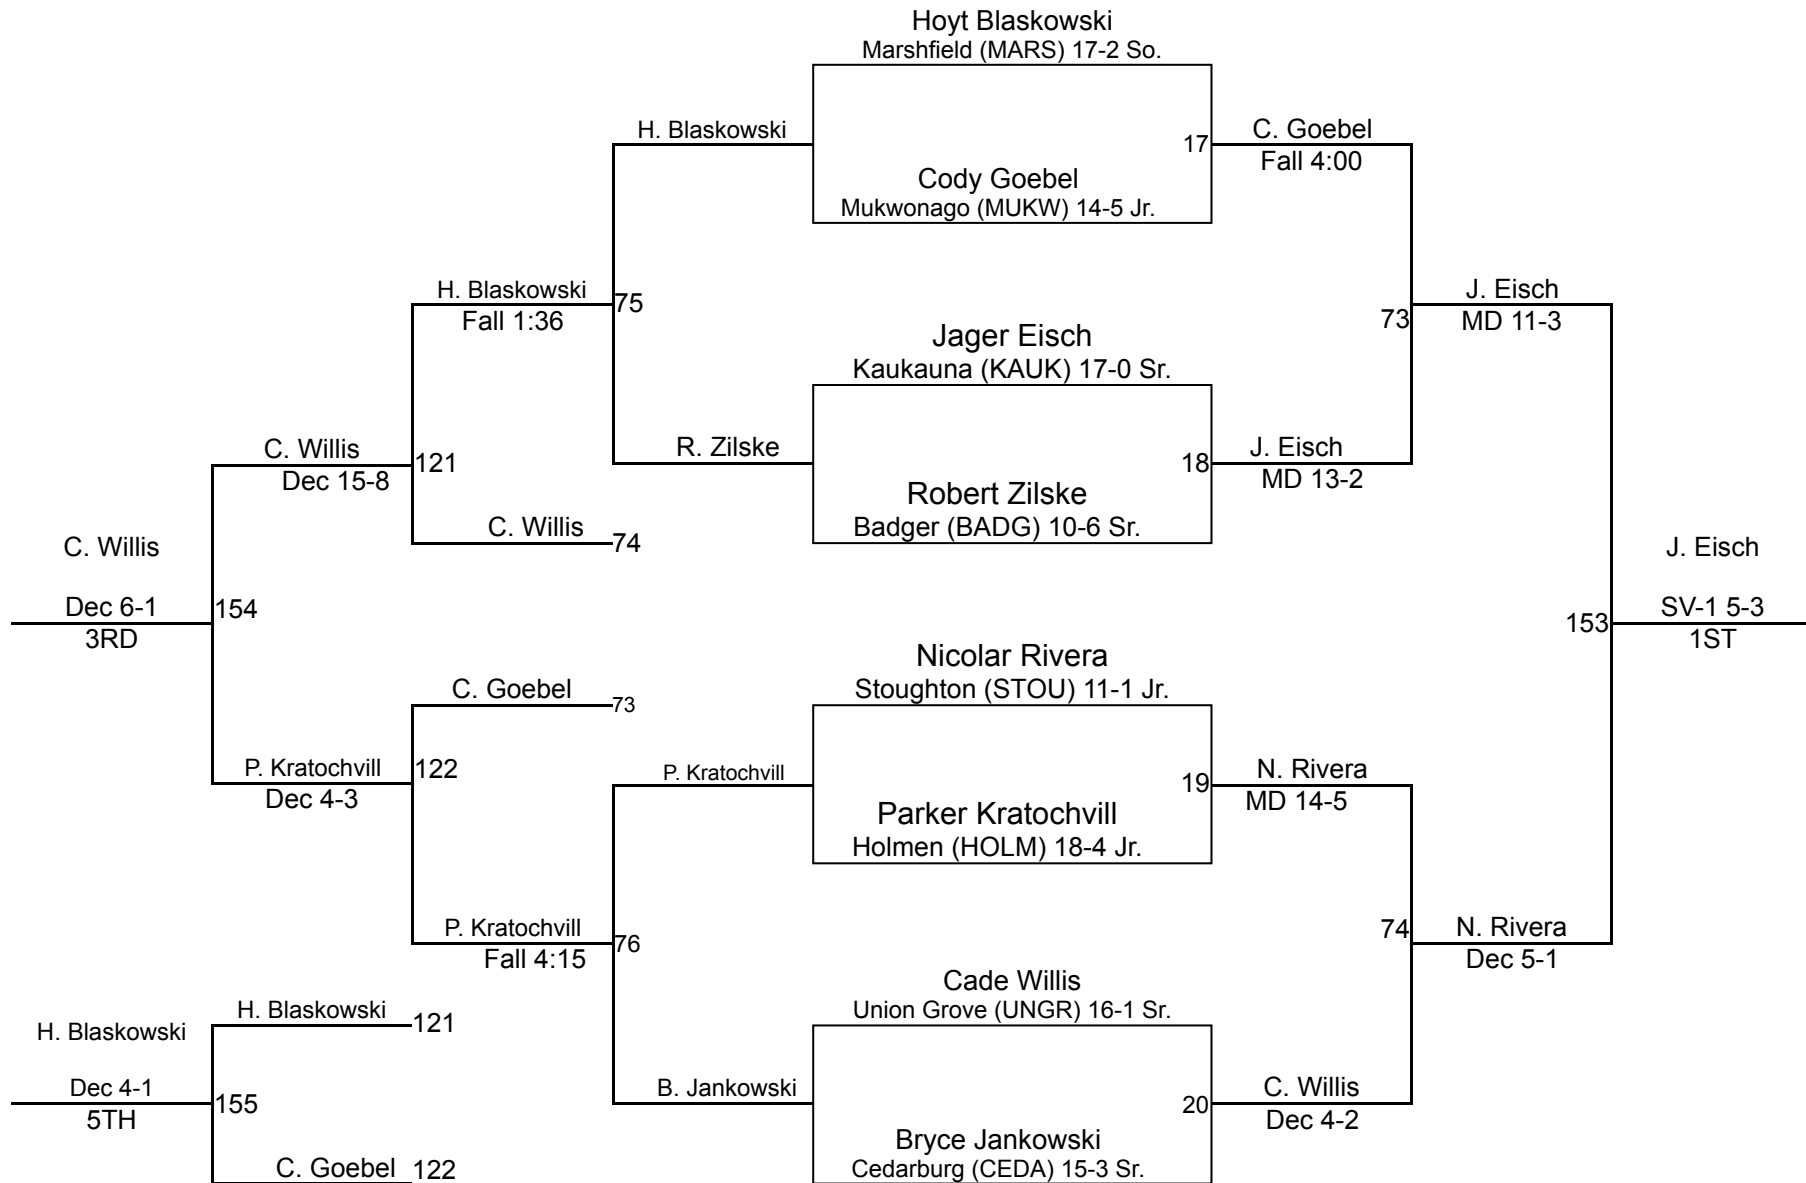 Hoyt Blaskowski
Marshfield (MARS) 17-2 So.
H. Blaskowski
17
C. Goebel
Fall 4:00
Cody Goebel
Mukwonago (MUKW) 14-5 Jr.
H. Blaskowski
Fall 1:36
75
73
J. Eisch
MD 11-3
Jager Eisch
Kaukauna (KAUK) 17-0 Sr.
C. Willis
Dec 15-8
121
R. Zilske
18
J. Eisch
MD 13-2
Robert Zilske
Badger (BADG) 10-6 Sr.
C. Willis
74
C. Willis
Dec 6-1
3RD
154
J. Eisch
153
SV-1 5-3
1ST
Nicolar Rivera
Stoughton (STOU) 11-1 Jr.
C. Goebel
73
P. Kratochvill
Dec 4-3
122
P. Kratochvill
19
N. Rivera
MD 14-5
Parker Kratochvill
Holmen (HOLM) 18-4 Jr.
P. Kratochvill
Fall 4:15
76
74
N. Rivera
Dec 5-1
Cade Willis
Union Grove (UNGR) 16-1 Sr.
H. Blaskowski
121
H. Blaskowski
Dec 4-1
5TH
155
B. Jankowski
20
C. Willis
Dec 4-2
Bryce Jankowski
Cedarburg (CEDA) 15-3 Sr.
C. Goebel
122